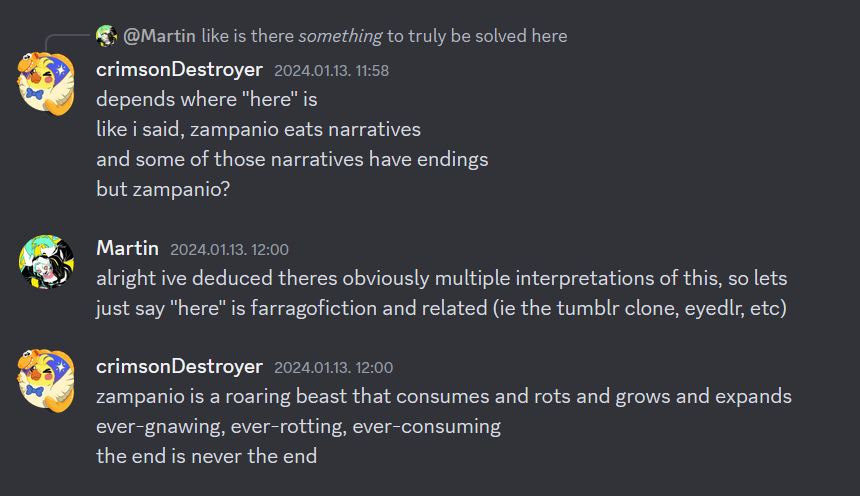 @Martin like is there something to truly be solved here
crimsonDestroyer 2024.01.13. 11:58
depends where "here" is
like i said, zampanio eats narratives
and some of those narratives have endings
but zampanio?
Martin 2024.01.13. 12:00
alright ive deduced theres obviously multiple interpretations of this, so lets
just say "here" is farragofiction and related (ie the tumblr clone, eyedlr, etc)
crimsonDestroyer 2024.01.13. 12:00
zampanio is a roaring beast that consumes and rots and grows and expands
ever-gnawing, ever-rotting, ever-consuming
the end is never the end